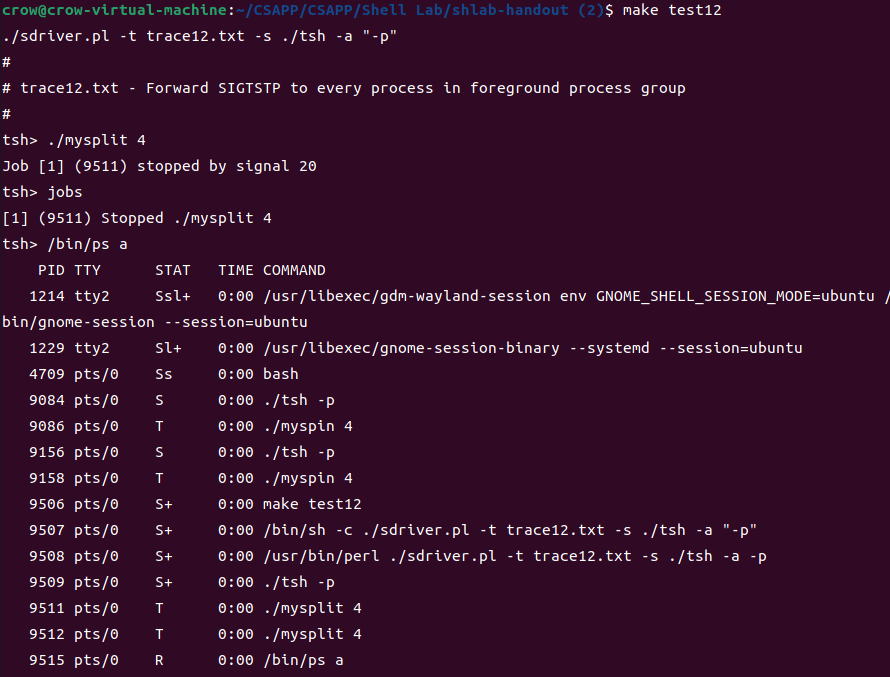 crow@crow-virtual-machine:~/CSAPP/CSAPP/Shell Lab/shlab-handout (2)$ make test12
./sdriver.pl -t trace12.txt -s ./tsh -a "-p"
#
# trace12.txt - Forward SIGTSTP to every process in foreground process group
#
tsh> ./mysplit 4
Job [1] (9511) stopped by signal 20
tsh> jobs
[1] (9511) Stopped ./mysplit 4
tsh> /bin/ps a
    PID TTY      STAT   TIME COMMAND
   1214 tty2     Ssl+   0:00 /usr/libexec/gdm-wayland-session env GNOME_SHELL_SESSION_MODE=ubuntu /
bin/gnome-session --session=ubuntu
   1229 tty2     Sl+    0:00 /usr/libexec/gnome-session-binary --systemd --session=ubuntu
   4709 pts/0    Ss     0:00 bash
   9084 pts/0    S      0:00 ./tsh -p
   9086 pts/0    T      0:00 ./myspin 4
   9156 pts/0    S      0:00 ./tsh -p
   9158 pts/0    T      0:00 ./myspin 4
   9506 pts/0    S+     0:00 make test12
   9507 pts/0    S+     0:00 /bin/sh -c ./sdriver.pl -t trace12.txt -s ./tsh -a "-p"
   9508 pts/0    S+     0:00 /usr/bin/perl ./sdriver.pl -t trace12.txt -s ./tsh -a -p
   9509 pts/0    S+     0:00 ./tsh -p
   9511 pts/0    T      0:00 ./mysplit 4
   9512 pts/0    T      0:00 ./mysplit 4
   9515 pts/0    R      0:00 /bin/ps a